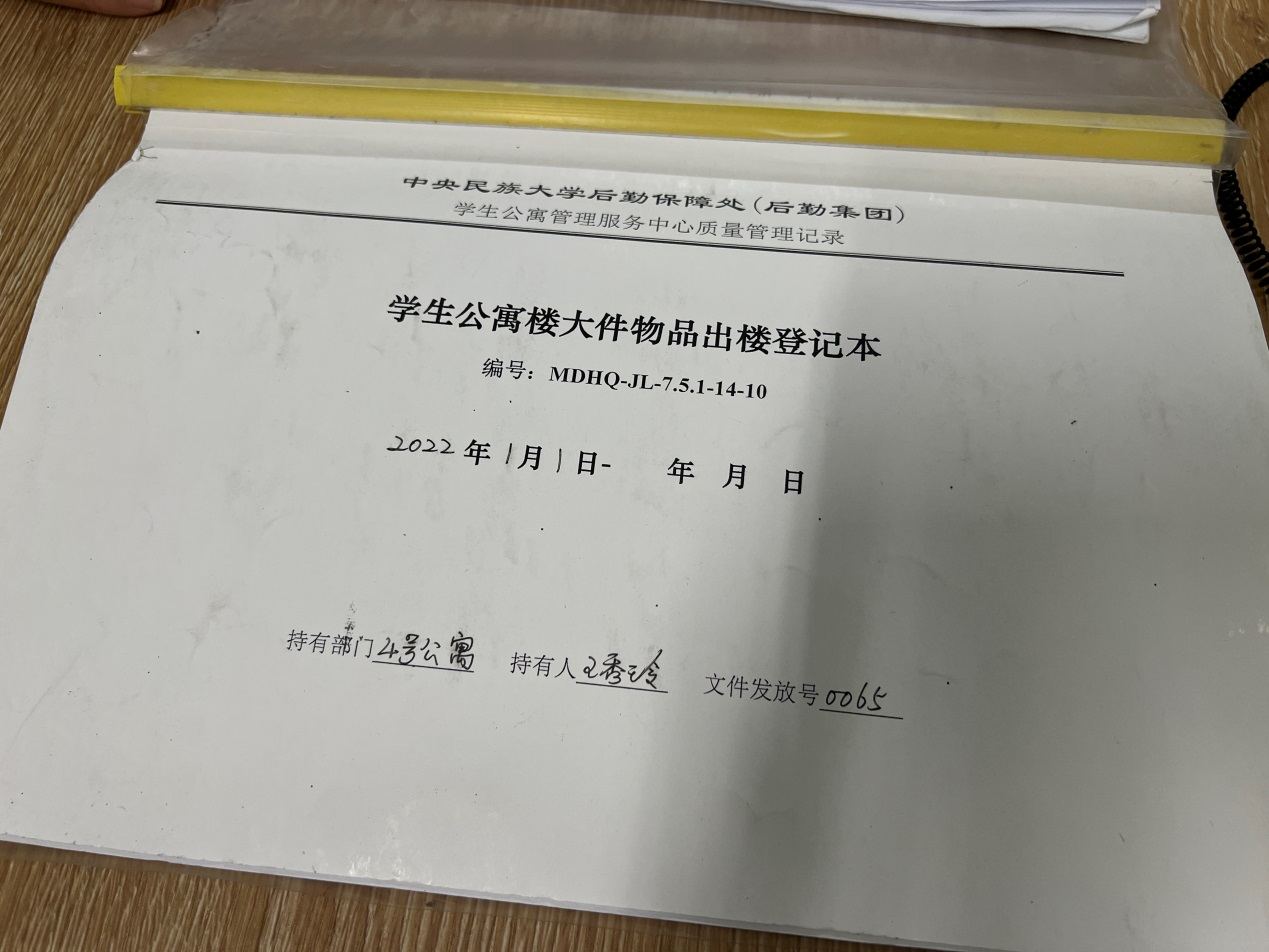 中央民族大学后勤保障处(后勤集团)
学生公寓管理服务中心质量管理记录
学生公寓楼大件物品出楼登记本
编号：MDHQ-JL-7.5.1-14-10
2022年1月1日- 年 月 日
持有部门4号公寓 持有人王秀玲 文件发放号0065